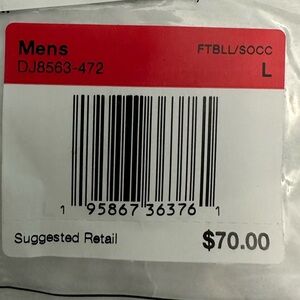 Mens FTBLL/SOCC
DJ8563-472 L
1 95867 36376 1
Suggested Retail $70.00